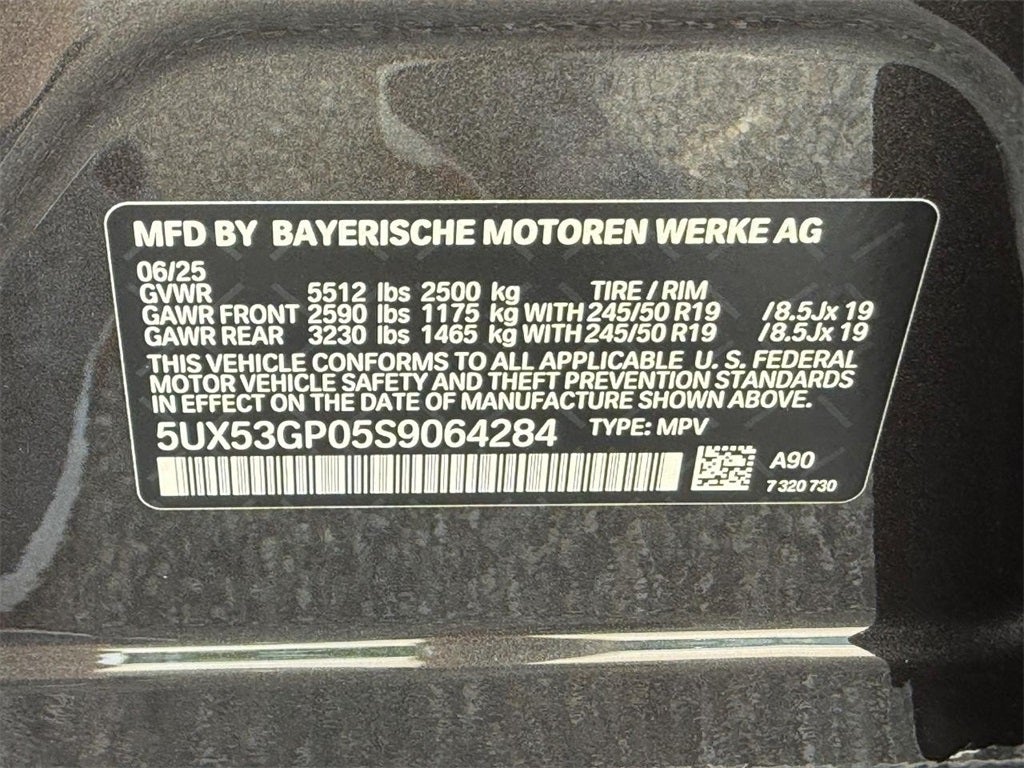 MFD BY BAYERISCHE MOTOREN WERKE AG
06/25
GVWR 5512 lbs 2500 kg TIRE / RIM
GAWR FRONT 2590 lbs 1175 kg WITH 245/50 R19 /8.5Jx 19
GAWR REAR 3230 lbs 1465 kg WITH 245/50 R19 /8.5Jx 19
THIS VEHICLE CONFORMS TO ALL APPLICABLE U. S. FEDERAL
MOTOR VEHICLE SAFETY AND THEFT PREVENTION STANDARDS
IN EFFECT ON THE DATE OF MANUFACTURE SHOWN ABOVE.
5UX53GP05S9064284 TYPE: MPV
A90
7 320 730